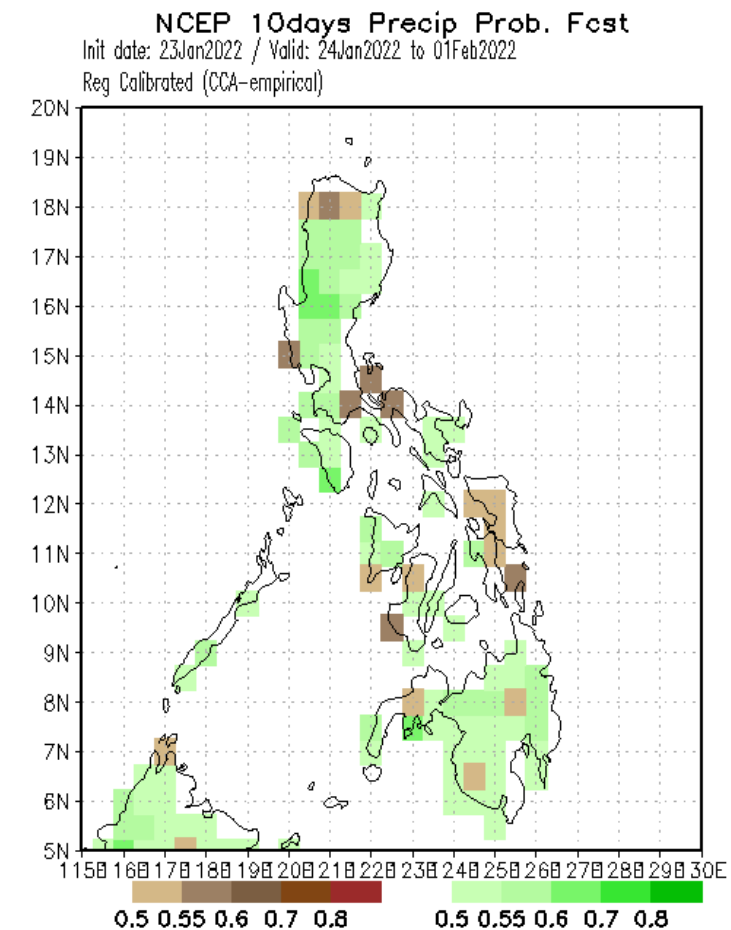 NCEP 10days Precip Prob. Fcst
Init date: 23Jan2022 / Valid: 24Jan2022 to 01Feb2022
Reg Calibrated (CCA-empirical)
20N
19N
18N
17N
16N
15N
14N
13N
12N
11N
10N
9N
8N
7N
6N
5N
115E 116E 117E 118E 119E 120E 121E 122E 123E 124E 125E 126E 127E 128E 129E 130E
0.5 0.55 0.6 0.7 0.8 0.5 0.55 0.6 0.7 0.8